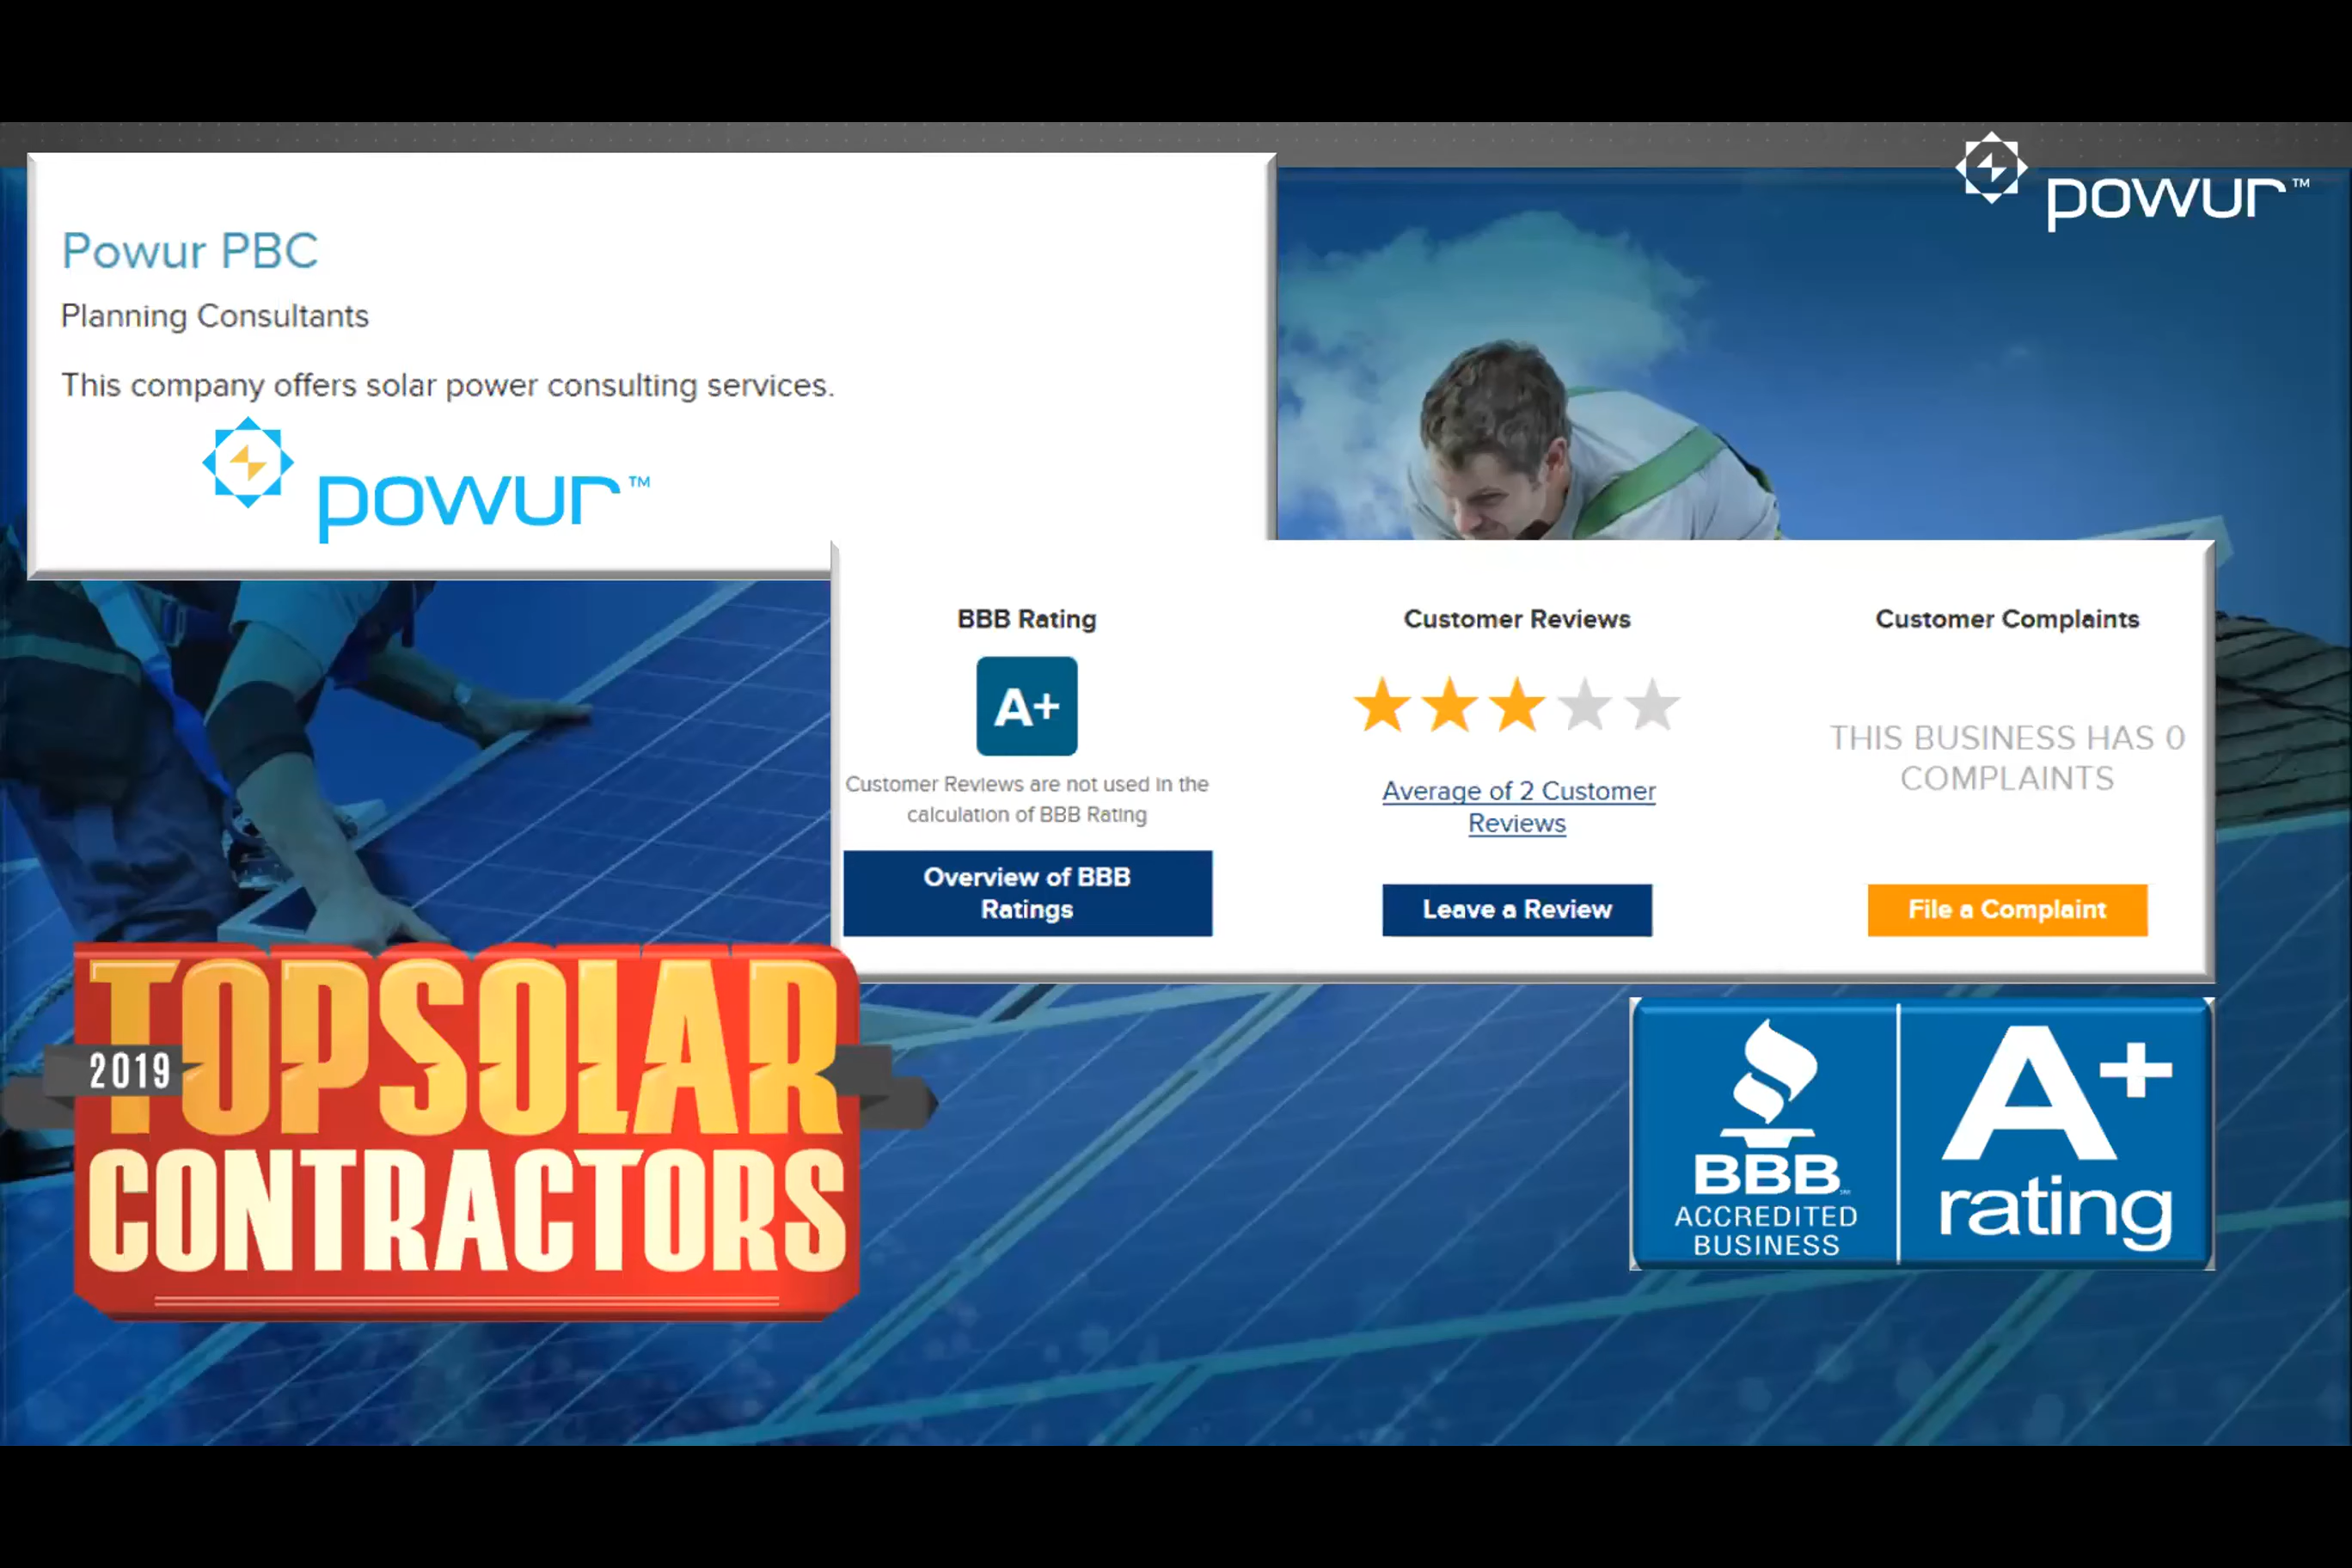 powur™
Powur PBC
Planning Consultants
This company offers solar power consulting services.
powur™
BBB Rating
A+
Customer Reviews are not used in the
calculation of BBB Rating
Overview of BBB
Ratings
Customer Reviews
Average of 2 Customer
Reviews
Leave a Review
Customer Complaints
THIS BUSINESS HAS 0
COMPLAINTS
File a Complaint
2019
TOPSOLAR
CONTRACTORS
BBB
ACCREDITED
BUSINESS
A+
rating